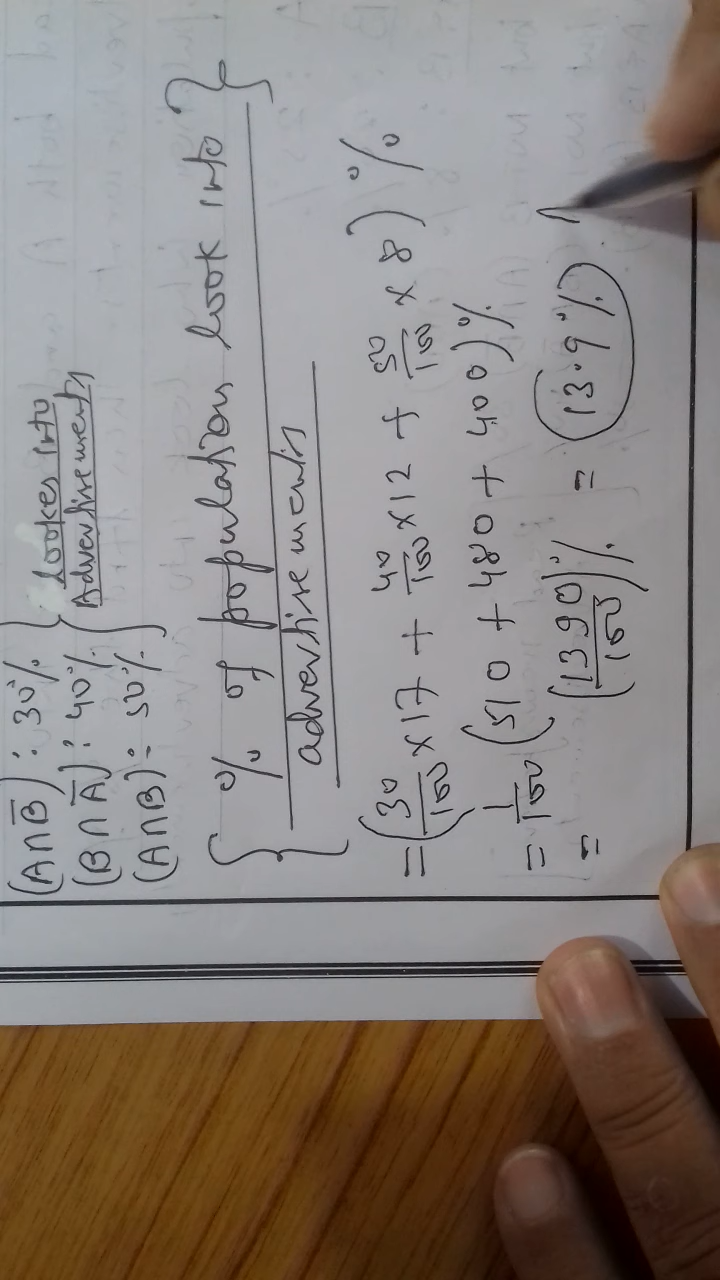 (A∩B̅) : 30%
(B∩A̅) : 40%
(A∩B) : 50%
} Lookes into
Advertisements
{ % of population look into }
advertisements
= (30/100 × 17 + 40/100 × 12 + 50/100 × 8) %
= 1/100 (510 + 480 + 400) %
= (1390/100) % = 13.9 %